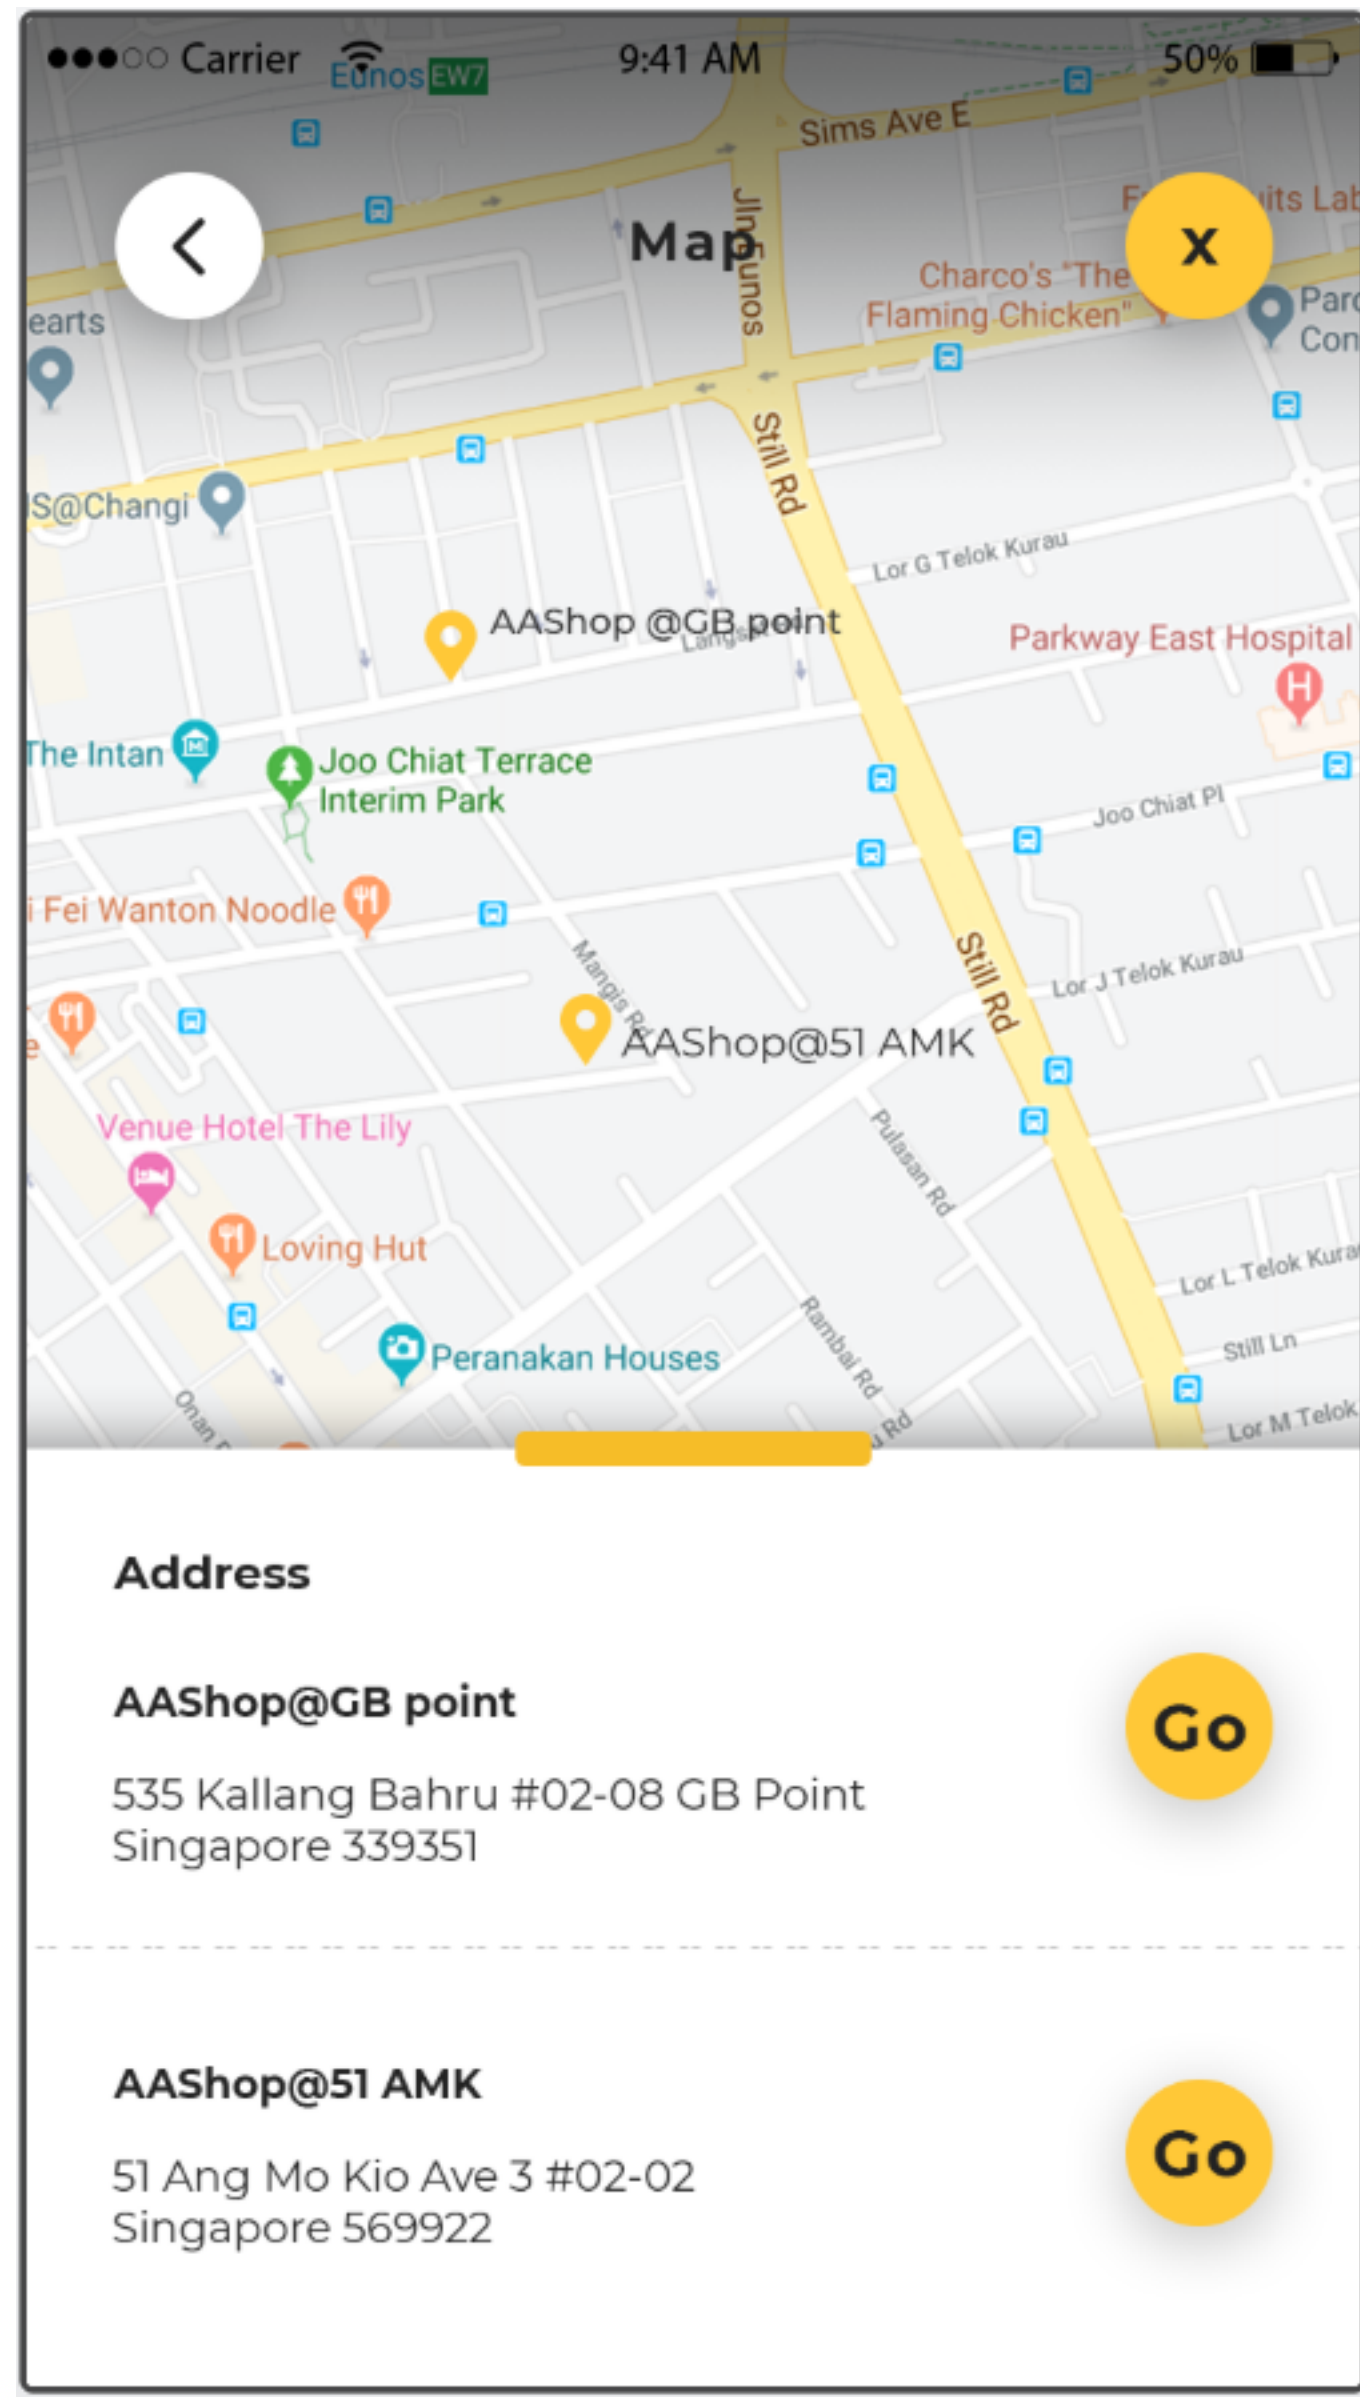 Carrier
9:41 AM
50%
Eunos EW7
Sims Ave E
Jln Eunos
Map
x
Charco's "The
Flaming Chicken"
earts
Still Rd
S@Changi
Lor G Telok Kurau
AAShop @GB point
Parkway East Hospital
H
The Intan
Joo Chiat Terrace
Interim Park
Joo Chiat Pl
i Fei Wanton Noodle
Mangis Rd
Still Rd
Lor J Telok Kurau
AAShop@51 AMK
Venue Hotel The Lily
Pulasan Rd
Loving Hut
Lor L Telok Kura
Rambai Rd
Still Ln
Peranakan Houses
Onan
Rd
Lor M Telok
Address
AAShop@GB point
Go
535 Kallang Bahru #02-08 GB Point
Singapore 339351
AAShop@51 AMK
Go
51 Ang Mo Kio Ave 3 #02-02
Singapore 569922